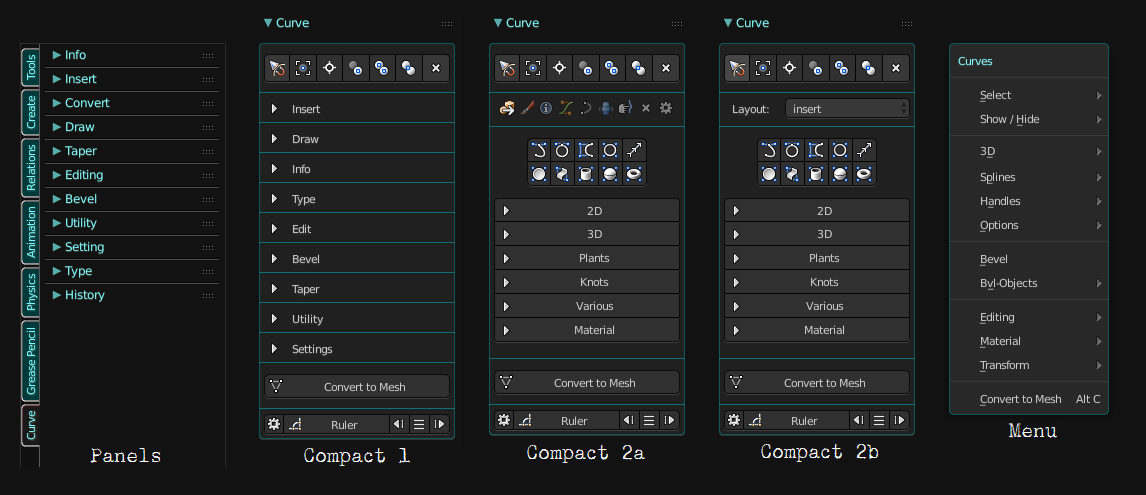 Tools
Create
Relations
Animation
Physics
Grease Pencil
Curve
Info
Insert
Convert
Draw
Taper
Editing
Bevel
Utility
Setting
Type
History
Panels
Curve
Insert
Draw
Info
Type
Edit
Bevel
Taper
Utility
Settings
Convert to Mesh
Ruler
Compact 1
Curve
2D
3D
Plants
Knots
Various
Material
Convert to Mesh
Ruler
Compact 2a
Curve
Layout: insert
2D
3D
Plants
Knots
Various
Material
Convert to Mesh
Ruler
Compact 2b
Curves
Select
Show / Hide
3D
Splines
Handles
Options
Bevel
Bvl-Objects
Editing
Material
Transform
Convert to Mesh Alt C
Menu